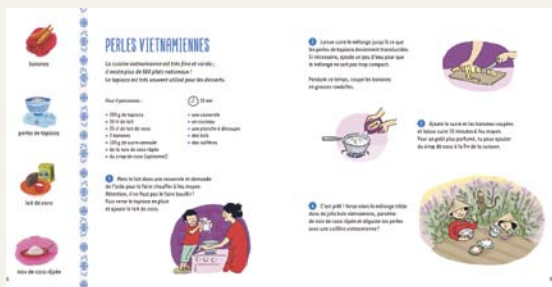 bananes
perles de tapioca
lait de coco
noix de coco râpée
PERLES VIETNAMIENNES
La cuisine vietnamienne est très fine et variée ;
il existe plus de 500 plats nationaux !
Le tapioca est très souvent utilisé pour les desserts.
Pour 4 personnes :
• 20 cl de lait
• 25 cl de lait de coco
• 3 bananes
• 100 g de sucre semoule
• de la noix de coco râpée
• du sirop de coco (optionnel)
• une casserole
• un couteau
• une planche à découper
• des bols
• des cuillères
1 Mets le lait dans une casserole et demande
de l'aide pour le faire chauffer à feu moyen.
Attention, il ne faut pas le faire bouillir !
Puis verse le tapioca en pluie
et ajoute le lait de coco.
2 Laisse cuire le mélange jusqu'à ce que
les perles de tapioca deviennent translucides.
Si nécessaire, ajoute un peu d'eau pour que
le mélange ne soit pas trop compact.
Pendant ce temps, coupe les bananes
en grosses rondelles.
3 Ajoute le sucre et les bananes coupées
et laisse cuire 10 minutes à feu moyen.
Pour un goût plus parfumé, tu peux ajouter
du sirop de coco à la fin de la cuisson.
4 C'est prêt ! Verse alors le mélange tiède
dans de jolis bols vietnamiens, parsème
de noix de coco râpée et déguste tes perles
avec une cuillère vietnamienne !